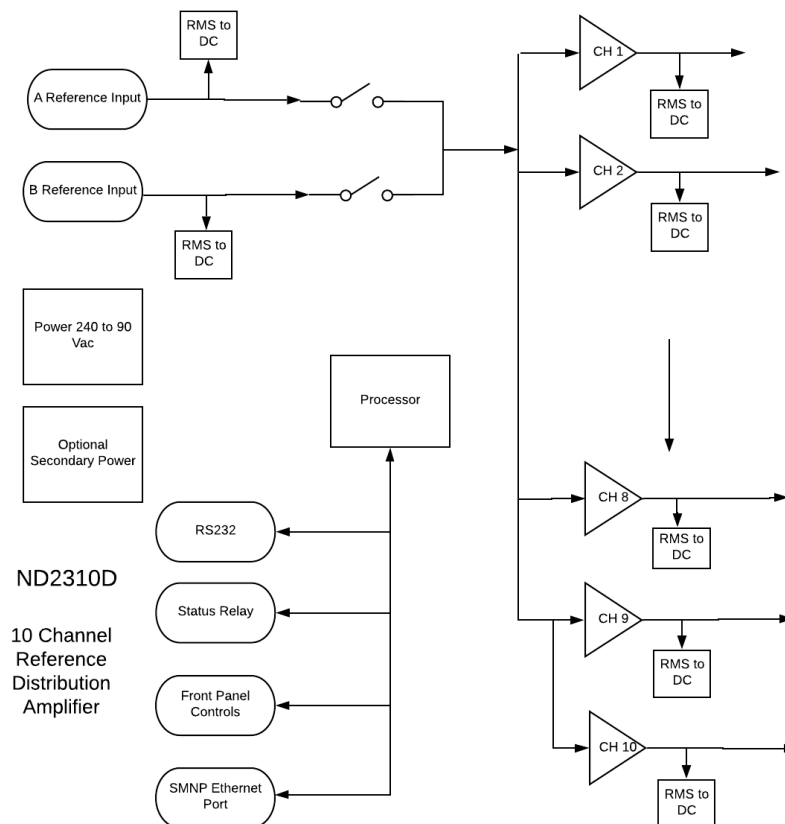 RMS to
DC
CH 1
A Reference Input
RMS to
DC
CH 2
B Reference Input
RMS to
DC
RMS to
DC
Power 240 to 90
Vac
Processor
Optional
Secondary Power
CH 8
RS232
RMS to
DC
ND2310D
Status Relay
CH 9
10 Channel
Reference
Distribution
Amplifier
RMS to
DC
Front Panel
Controls
CH 10
SMNP Ethernet
Port
RMS to
DC